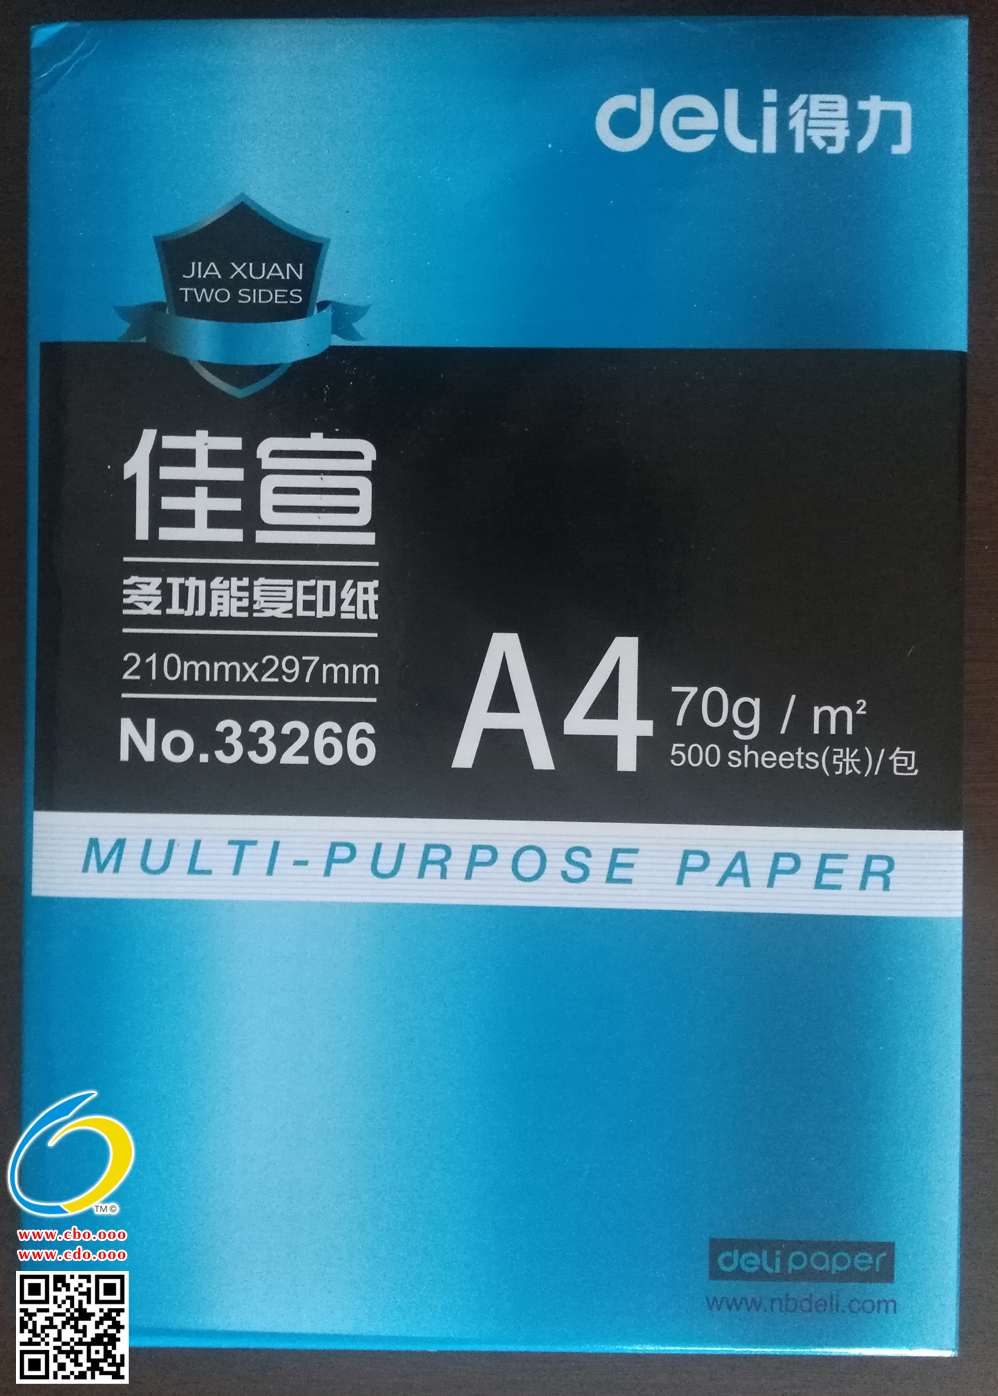 deli得力
JIA XUAN
TWO SIDES
佳宣
多功能复印纸
210mmx297mm
No.33266
A4
70g / m²
500 sheets(张)/包
MULTI-PURPOSE PAPER
TM©
www.cbo.ooo
www.cdo.ooo
deli paper
www.nbdeli.com